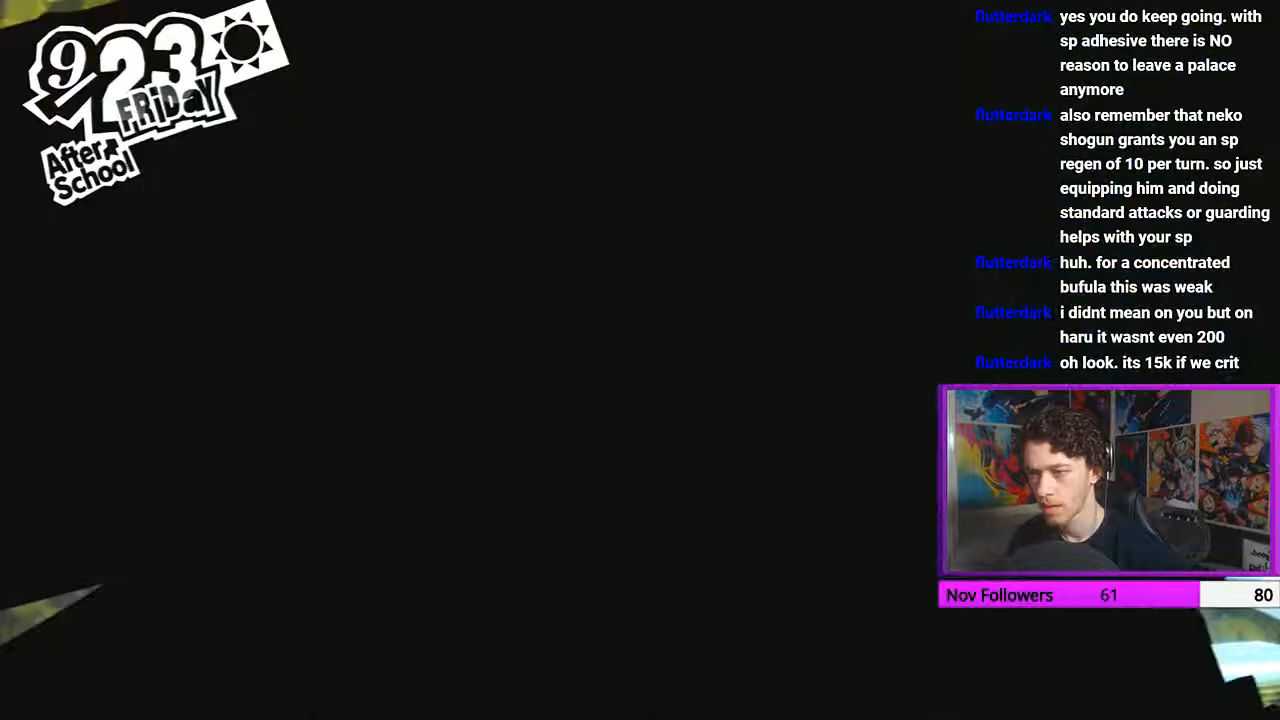 9/23
FRiDaY
After
School
flutterdark yes you do keep going. with
sp adhesive there is NO
reason to leave a palace
anymore
flutterdark also remember that neko
shogun grants you an sp
regen of 10 per turn. so just
equipping him and doing
standard attacks or guarding
helps with your sp
flutterdark huh. for a concentrated
bufula this was weak
flutterdark i didnt mean on you but on
haru it wasnt even 200
flutterdark oh look. its 15k if we crit
Nov Followers 61 80